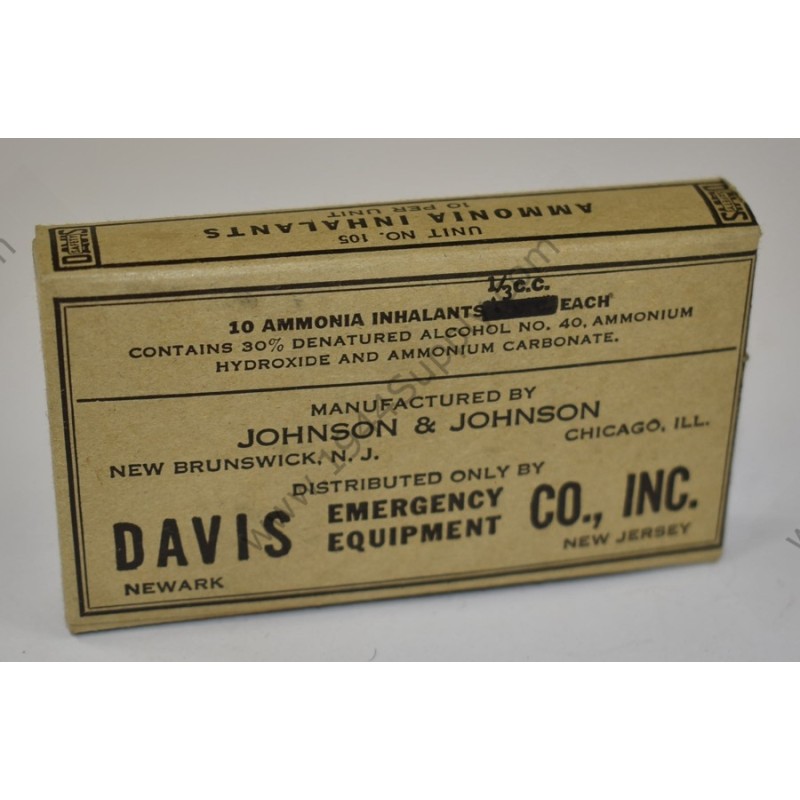 UNIT NO. 105
AMMONIA INHALANTS
10 PER UNIT
10 AMMONIA INHALANTS 1/3 C.C. EACH
CONTAINS 30% DENATURED ALCOHOL NO. 40, AMMONIUM
HYDROXIDE AND AMMONIUM CARBONATE.
MANUFACTURED BY
JOHNSON & JOHNSON
NEW BRUNSWICK, N. J. CHICAGO, ILL.
DISTRIBUTED ONLY BY
DAVIS EMERGENCY EQUIPMENT CO., INC.
NEWARK NEW JERSEY